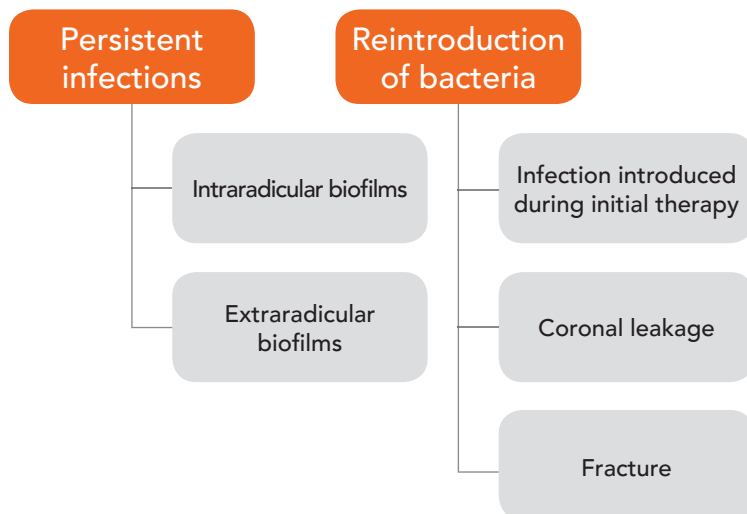 Persistent
infections
Intraradicular biofilms
Extraradicular
biofilms
Reintroduction
of bacteria
Infection introduced
during initial therapy
Coronal leakage
Fracture